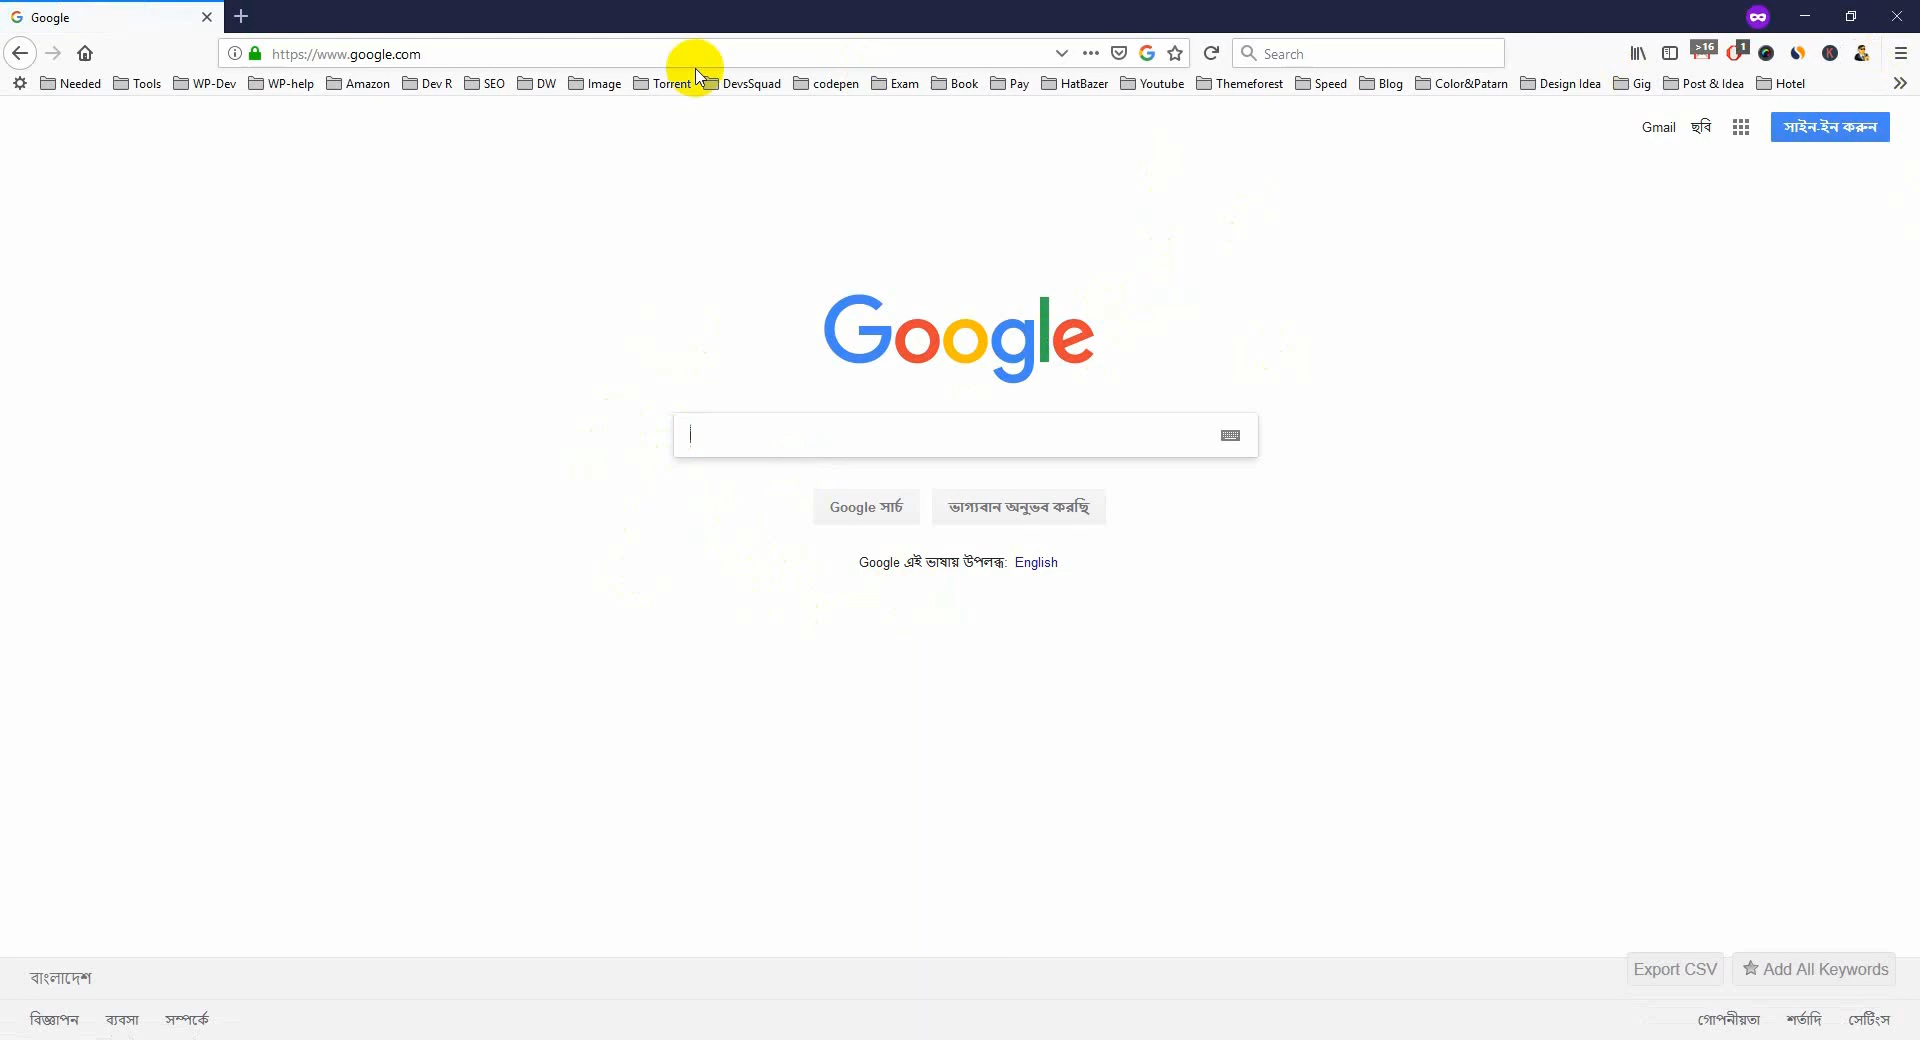 Google
https://www.google.com
Search
>16
1
K
Needed Tools WP-Dev WP-help Amazon Dev R SEO DW Image Torrent DevsSquad codepen Exam Book Pay HatBazer Youtube Themeforest Speed Blog Color&Patarn Design Idea Gig Post & Idea Hotel
Gmail ছবি সাইন-ইন করুন
Google
Google সার্চ ভাগ্যবান অনুভব করছি
Google এই ভাষায় উপলব্ধ: English
বাংলাদেশ
Export CSV Add All Keywords
বিজ্ঞাপন ব্যবসা সম্পর্কে গোপনীয়তা শর্তাদি সেটিংস